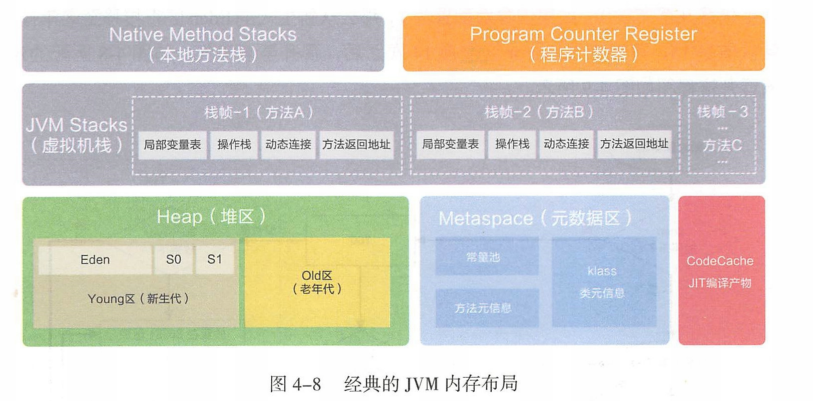 Native Method Stacks
（本地方法栈）
Program Counter Register
（程序计数器）
JVM Stacks
（虚拟机栈）
栈帧-1（方法A）
局部变量表
操作栈
动态连接
方法返回地址
栈帧-2（方法B）
局部变量表
操作栈
动态连接
方法返回地址
栈帧-3
...
方法C
...
Heap（堆区）
Eden
S0
S1
Young区（新生代）
Old区
（老年代）
Metaspace（元数据区）
常量池
方法元信息
klass
类元信息
CodeCache
JIT编译产物
图 4-8 经典的 JVM 内存布局